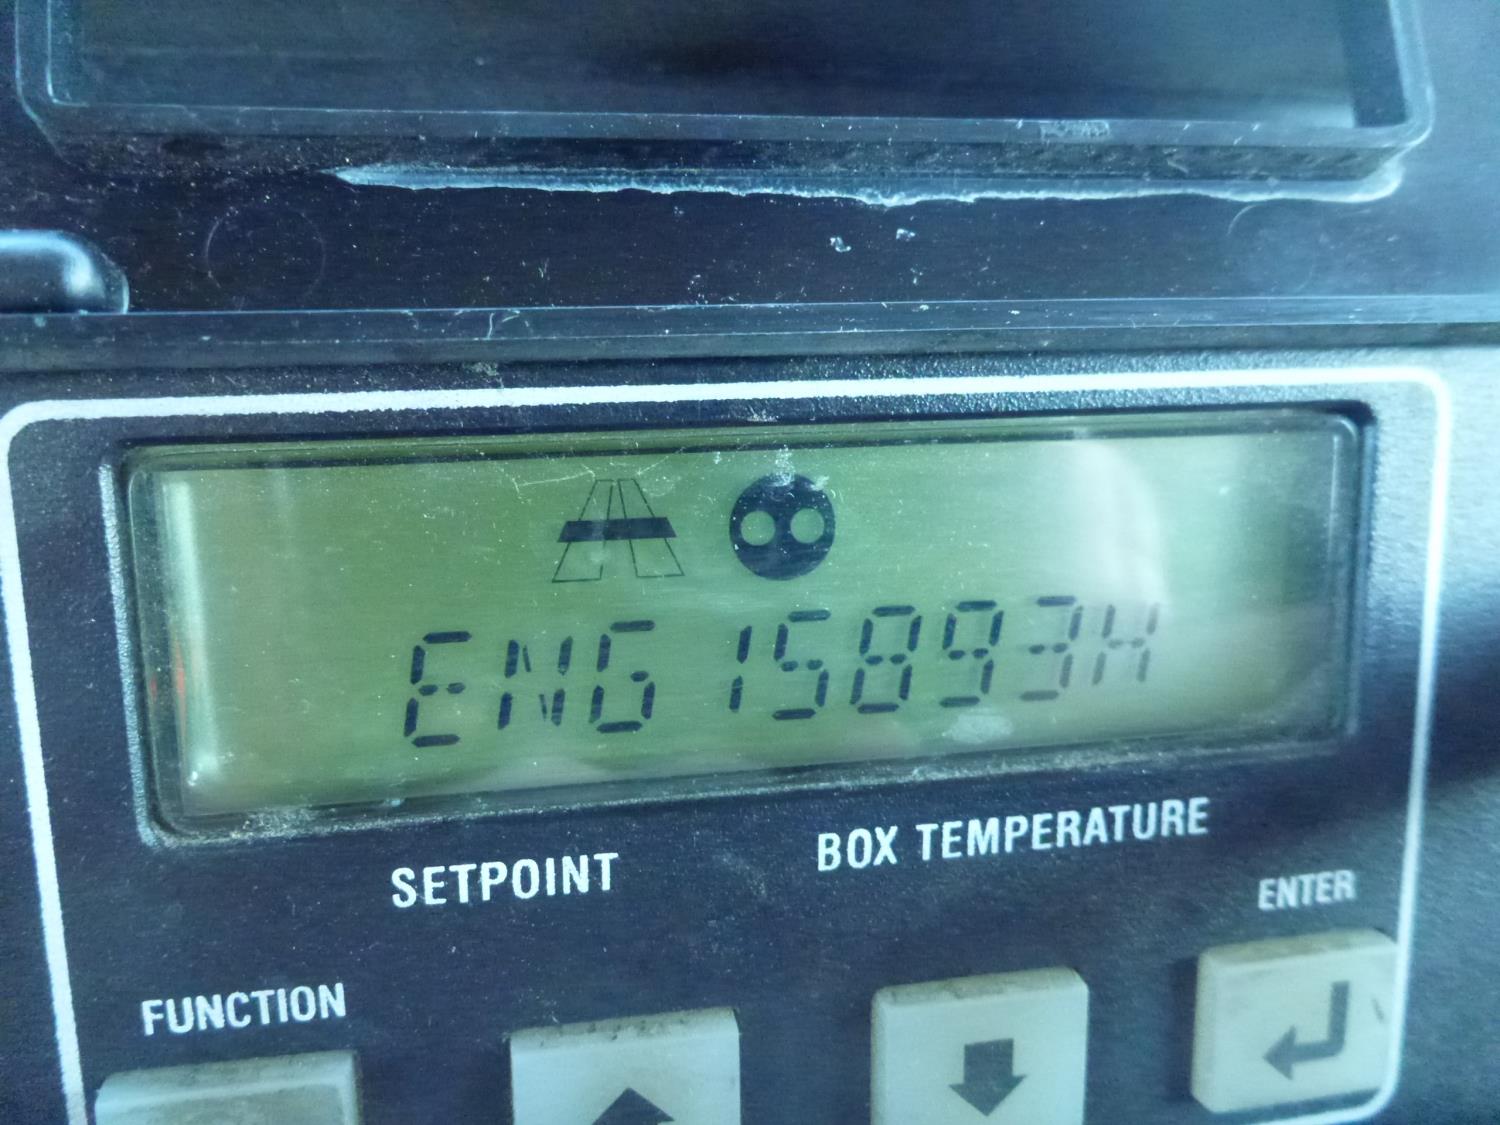 ENG 15893H
SETPOINT
BOX TEMPERATURE
ENTER
FUNCTION